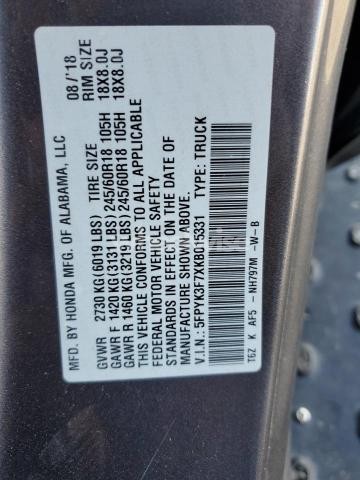 MFD. BY HONDA MFG. OF ALABAMA, LLC 08/'18
GVWR 2730 KG (6019 LBS) TIRE SIZE RIM SIZE
GAWR F 1420 KG (3131 LBS) 245/60R18 105H 18X8.0J
GAWR R 1460 KG (3219 LBS) 245/60R18 105H 18X8.0J
THIS VEHICLE CONFORMS TO ALL APPLICABLE
FEDERAL MOTOR VEHICLE SAFETY
STANDARDS IN EFFECT ON THE DATE OF
MANUFACTURE SHOWN ABOVE.
V.I.N.: 5FPYK3F7XKB015331 TYPE: TRUCK
T6Z K AF5 - NH797M -W-B